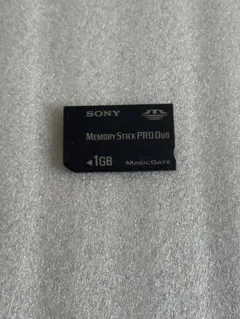 SONY
MEMORY STICK PRO DUO
◄1GB
MAGICGATE